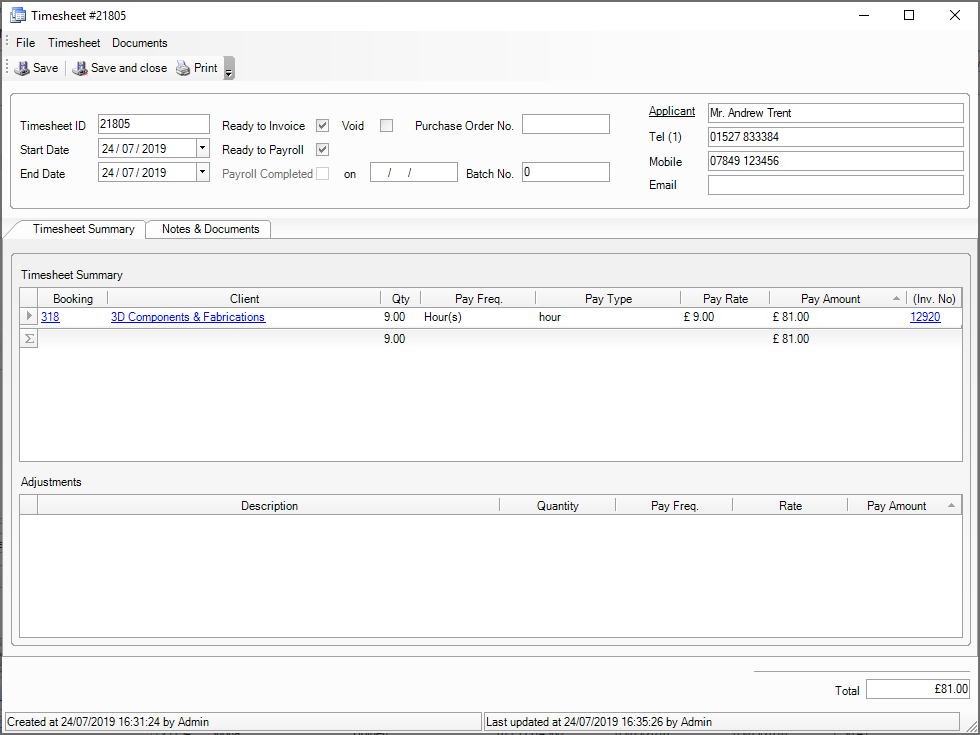 Timesheet #21805
File Timesheet Documents
Save Save and close Print
Timesheet ID 21805 Ready to Invoice Void Purchase Order No. Applicant Mr. Andrew Trent
Start Date 24 / 07 / 2019 Ready to Payroll Tel (1) 01527 833384
End Date 24 / 07 / 2019 Payroll Completed on / / Batch No. 0 Mobile 07849 123456
Email
Timesheet Summary Notes & Documents
Timesheet Summary
Booking Client Qty Pay Freq. Pay Type Pay Rate Pay Amount (Inv. No)
318 3D Components & Fabrications 9.00 Hour(s) hour £ 9.00 £ 81.00 12920
Σ 9.00 £ 81.00
Adjustments
Description Quantity Pay Freq. Rate Pay Amount
Total £81.00
Created at 24/07/2019 16:31:24 by Admin Last updated at 24/07/2019 16:35:26 by Admin